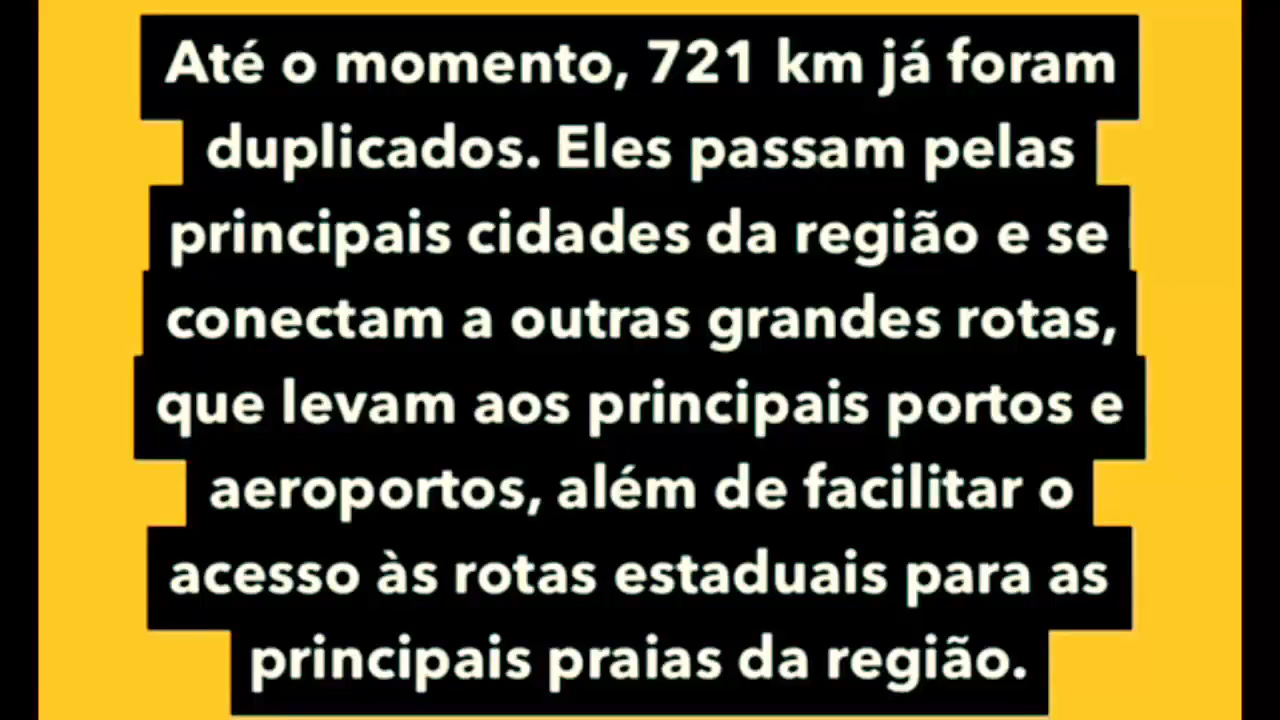 Até o momento, 721 km já foram
duplicados. Eles passam pelas
principais cidades da região e se
conectam a outras grandes rotas,
que levam aos principais portos e
aeroportos, além de facilitar o
acesso às rotas estaduais para as
principais praias da região.